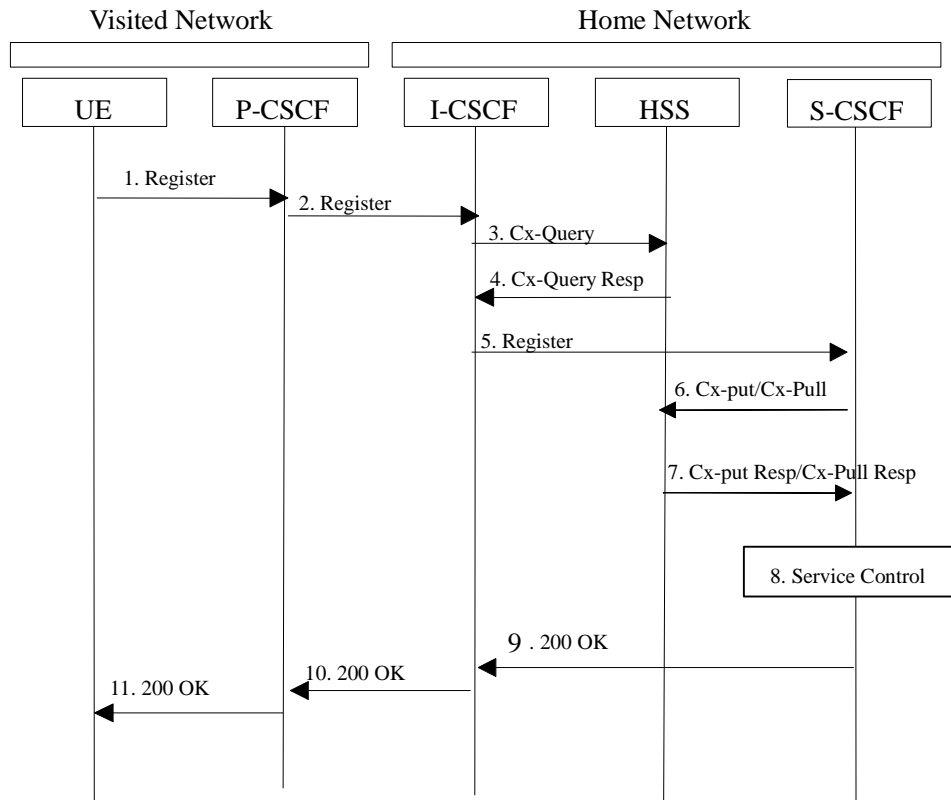 Visited Network
Home Network
UE
P-CSCF
I-CSCF
HSS
S-CSCF
1. Register
2. Register
3. Cx-Query
4. Cx-Query Resp
5. Register
6. Cx-put/Cx-Pull
7. Cx-put Resp/Cx-Pull Resp
8. Service Control
9 . 200 OK
10. 200 OK
11. 200 OK